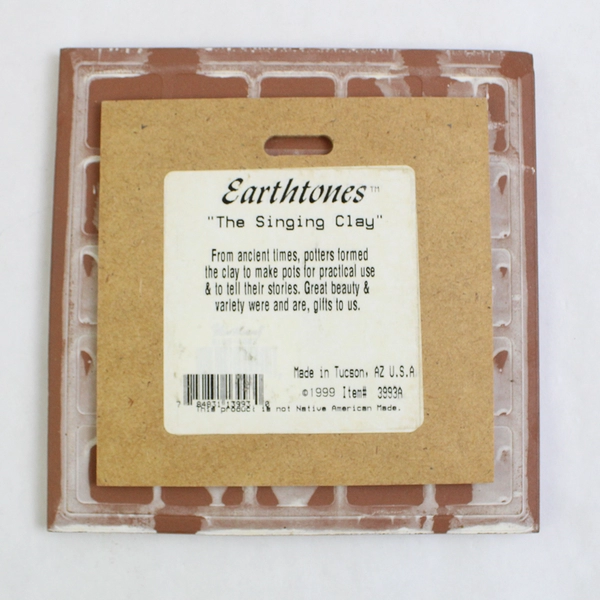 Earthtones™
"The Singing Clay"
From ancient times, potters formed
the clay to make pots for practical use
& to tell their stories. Great beauty &
variety were and are, gifts to us.
Made in Tucson, AZ U.S.A
©1999 Item# 3993A
This product is not Native American Made.